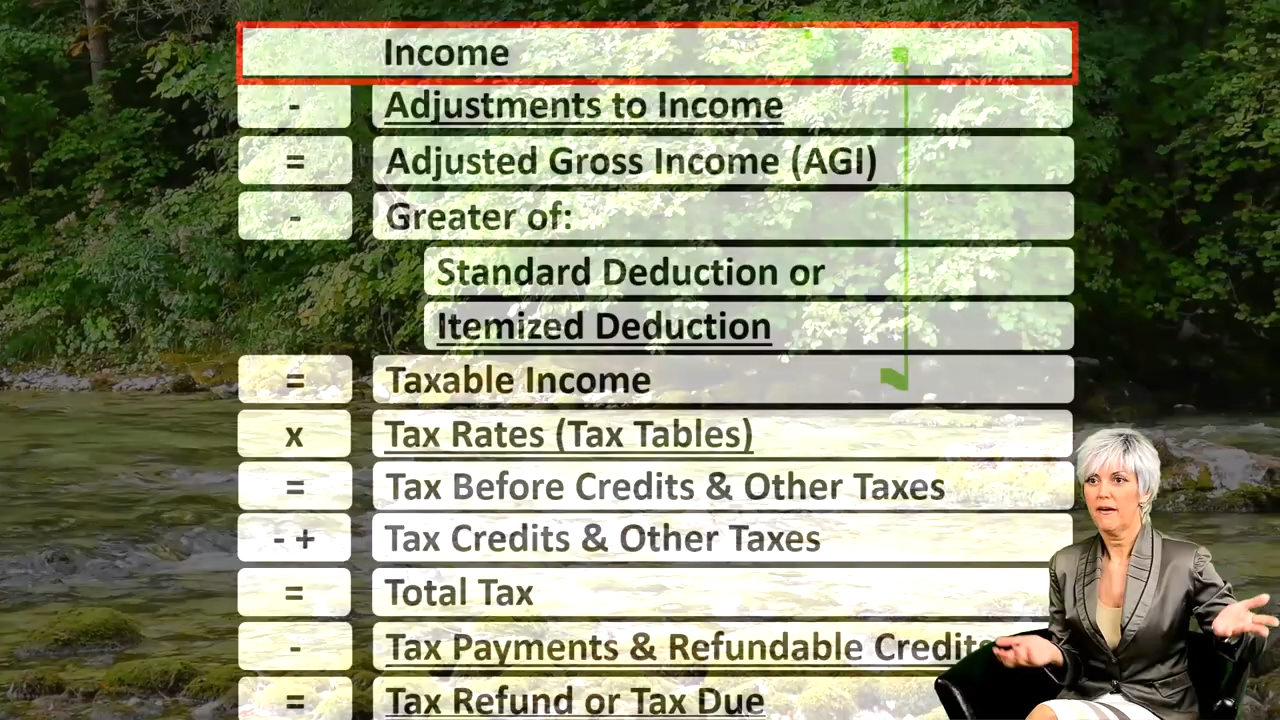 Income
- Adjustments to Income
= Adjusted Gross Income (AGI)
- Greater of:
Standard Deduction or
Itemized Deduction
= Taxable Income
x Tax Rates (Tax Tables)
= Tax Before Credits & Other Taxes
- + Tax Credits & Other Taxes
= Total Tax
- Tax Payments & Refundable Credits
= Tax Refund or Tax Due